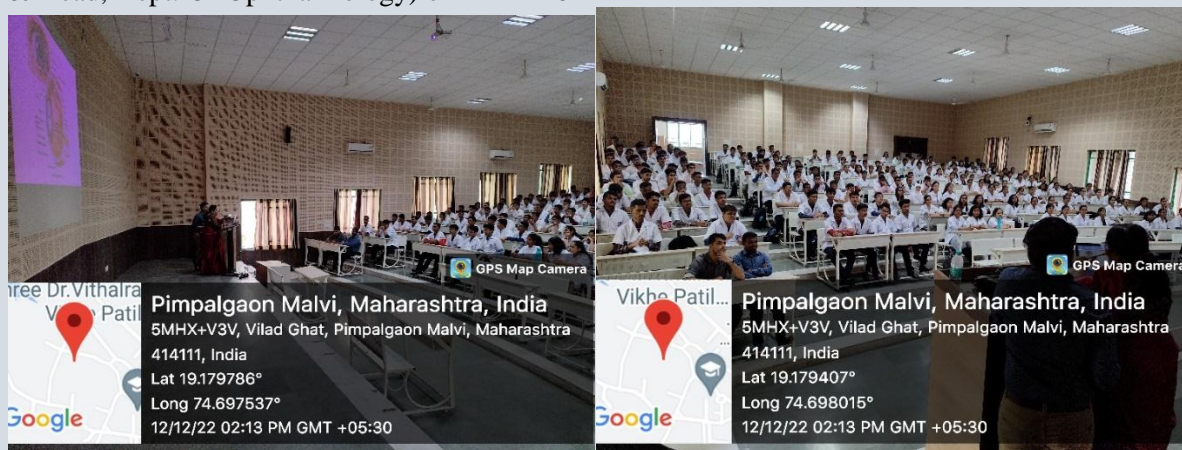 GPS Map Camera
Vikhe Patil
Pimpalgaon Malvi, Maharashtra, India
5MHX+V3V, Vilad Ghat, Pimpalgaon Malvi, Maharashtra
414111, India
Lat 19.179786°
Long 74.697537°
12/12/22 02:13 PM GMT +05:30
Google
GPS Map Camera
Vikhe Patil...
Pimpalgaon Malvi, Maharashtra, India
5MHX+V3V, Vilad Ghat, Pimpalgaon Malvi, Maharashtra
414111, India
Lat 19.179407°
Long 74.698015°
12/12/22 02:13 PM GMT +05:30
Google